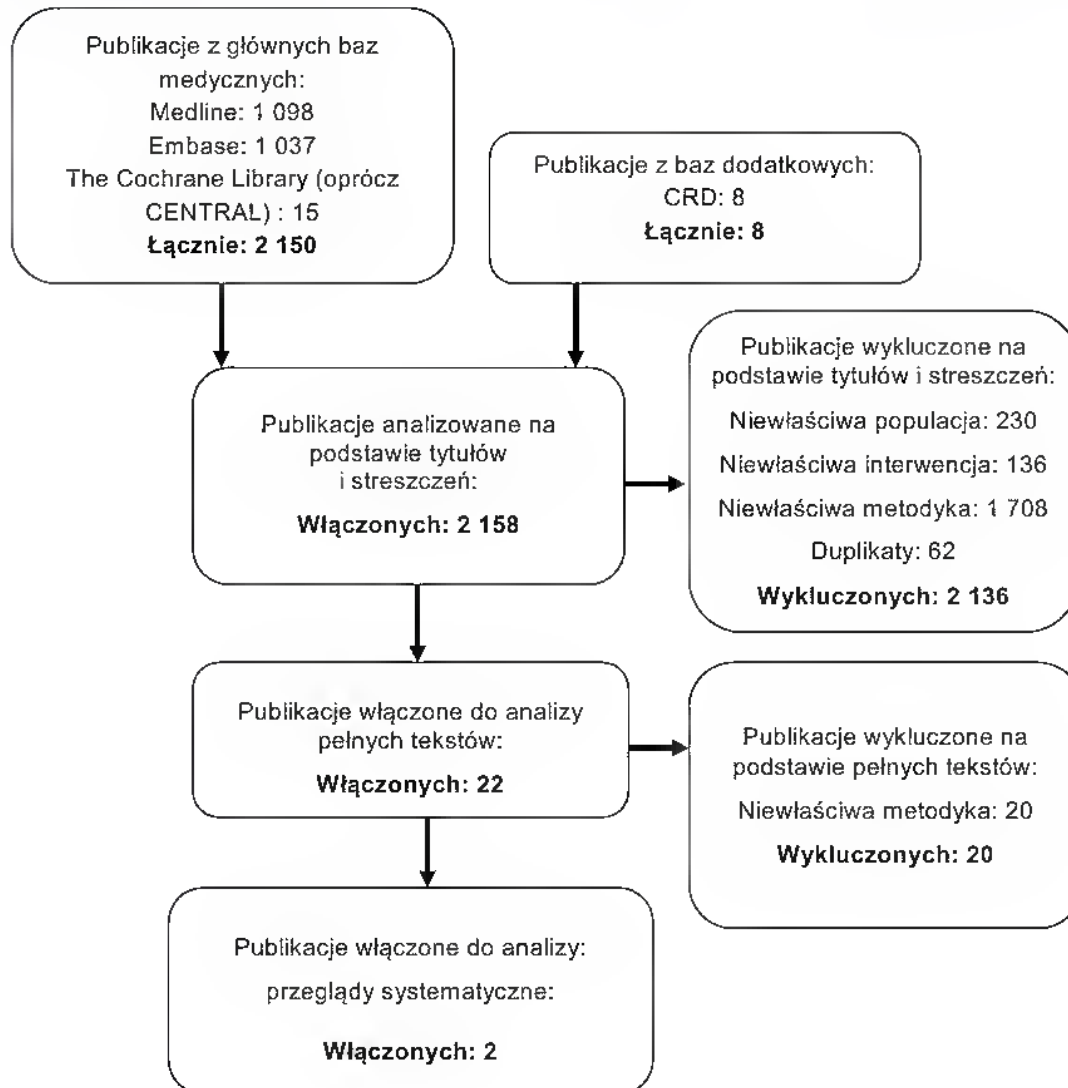 Publikacje z głównych baz
medycznych:
Medline: 1 098
Embase: 1 037
The Cochrane Library (oprócz
CENTRAL) : 15
Łącznie: 2 150
Publikacje z baz dodatkowych:
CRD: 8
Łącznie: 8
Publikacje analizowane na
podstawie tytułów
i streszczeń:
Włączonych: 2 158
Publikacje wykluczone na
podstawie tytułów i streszczeń:
Niewłaściwa populacja: 230
Niewłaściwa interwencja: 136
Niewłaściwa metodyka: 1 708
Duplikaty: 62
Wykluczonych: 2 136
Publikacje włączone do analizy
pełnych tekstów:
Włączonych: 22
Publikacje wykluczone na
podstawie pełnych tekstów:
Niewłaściwa metodyka: 20
Wykluczonych: 20
Publikacje włączone do analizy:
przeglądy systematyczne:
Włączonych: 2